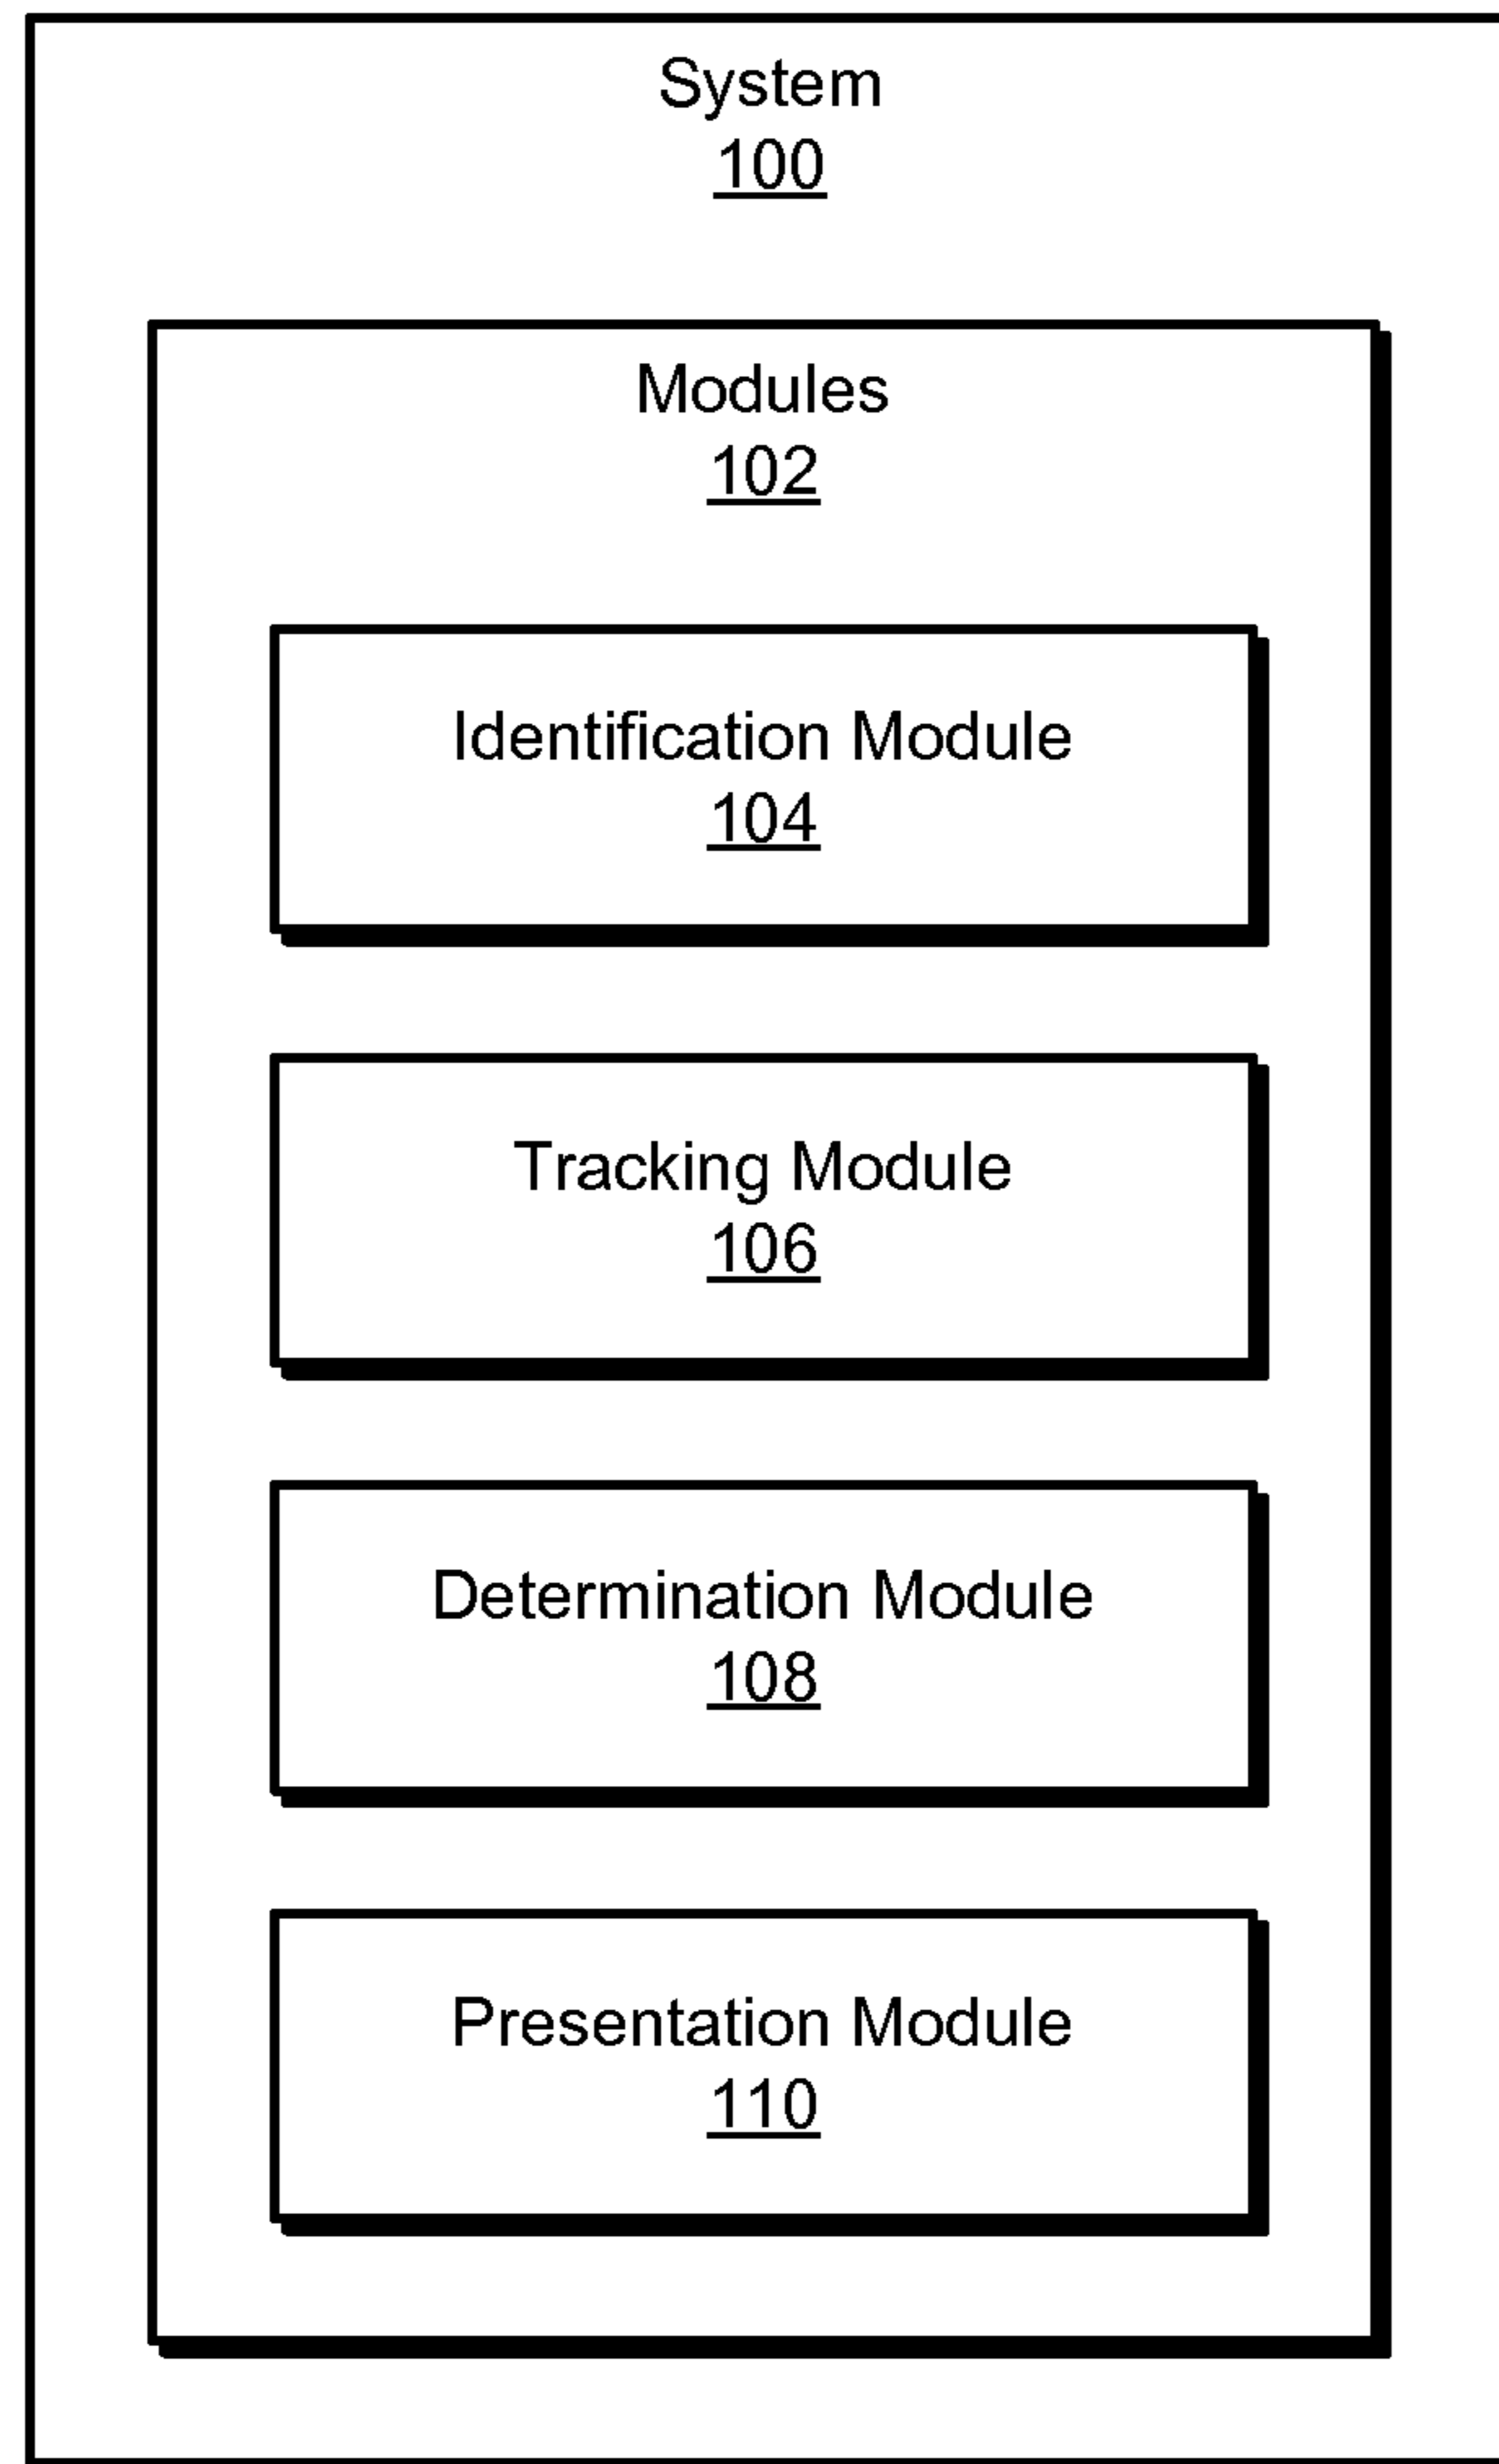 System
100
Modules
102
Identification Module
104
Tracking Module
106
Determination Module
108
Presentation Module
110